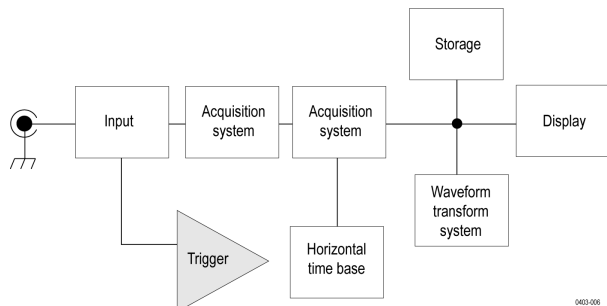 Storage
Input
Acquisition
system
Acquisition
system
Display
Waveform
transform
system
Trigger
Horizontal
time base
0403-006